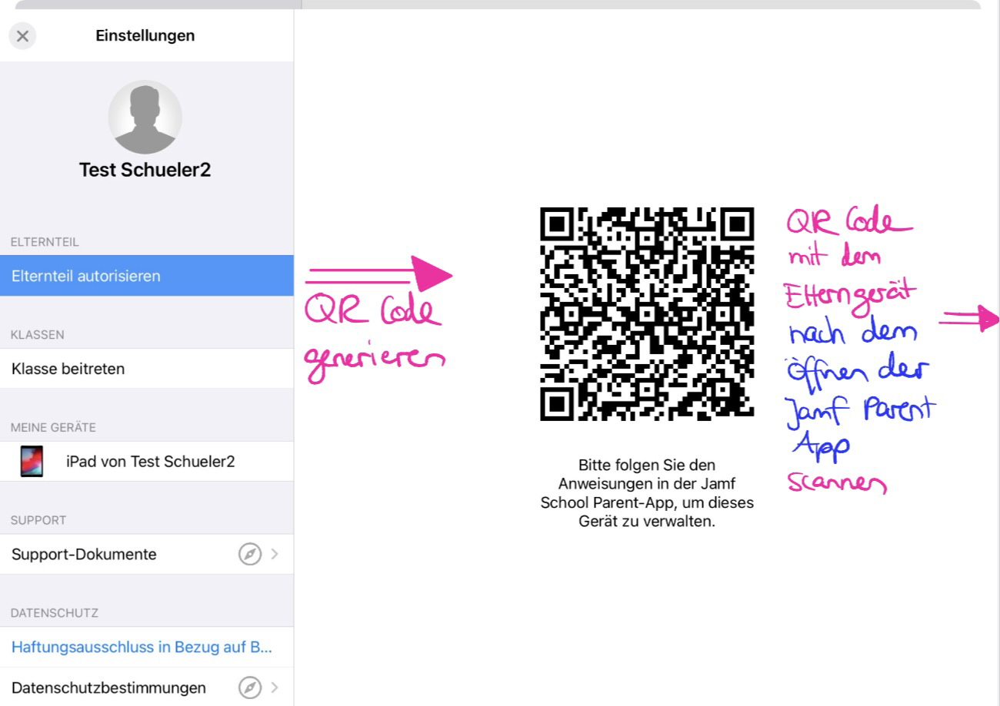 Einstellungen
Test Schueler2
ELTERNTEIL
Elternteil autorisieren
KLASSEN
Klasse beitreten
MEINE GERÄTE
iPad von Test Schueler2
SUPPORT
Support-Dokumente
DATENSCHUTZ
Haftungsausschluss in Bezug auf B...
Datenschutzbestimmungen
QR Code
generieren
Bitte folgen Sie den
Anweisungen in der Jamf
School Parent-App, um dieses
Gerät zu verwalten.
QR Code
mit dem
Elterngerät
nach dem
Öffnen der
Jamf Parent
App
scannen